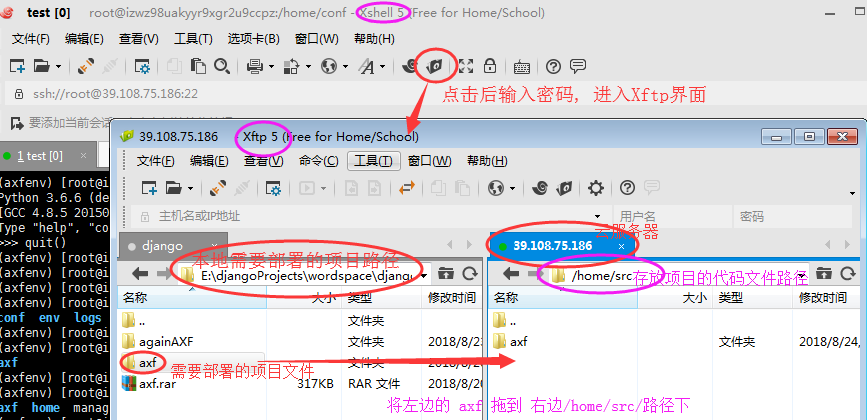 test [0] root@izwz98uakyyr9xgr2u9ccpz:/home/conf - Xshell 5 (Free for Home/School)
文件(F) 编辑(E) 查看(V) 工具(T) 选项卡(B) 窗口(W) 帮助(H)
ssh://root@39.108.75.186:22
点击后输入密码, 进入Xftp界面
要添加当前会
39.108.75.186 - Xftp 5 (Free for Home/School)
1 test [0] ×
文件(F) 编辑(E) 查看(V) 命令(C) 工具(T) 窗口(W) 帮助(H)
(axfenv) [root@i
Python 3.6.6 (de
[GCC 4.8.5 20150
Type "help", "co
>>> quit()
主机名或IP地址 用户名 密码
云服务器
django × 39.108.75.186 ×
本地需要部署的项目路径
E:\djangoProjects\wordspace\djang
/home/src 存放项目的代码文件路径
名称 大小 类型 修改时间 名称 大小 类型 修改时间
(axfenv) [root@i
(axfenv) [root@i
conf env logs
(axfenv) [root@i
(axfenv) [root@i
axf
(axfenv) [root@i
(axfenv) [root@i
axf home manag
(axfenv) [root@i
.. 文件夹 ..
againAXF 文件夹 2018/8/23 axf 文件夹 2018/8/24,
axf 文件夹 2018/8/20
需要部署的项目文件
axf.rar 317KB RAR 文件 2018/8/20
将左边的 axf 拖到 右边/home/src/路径下